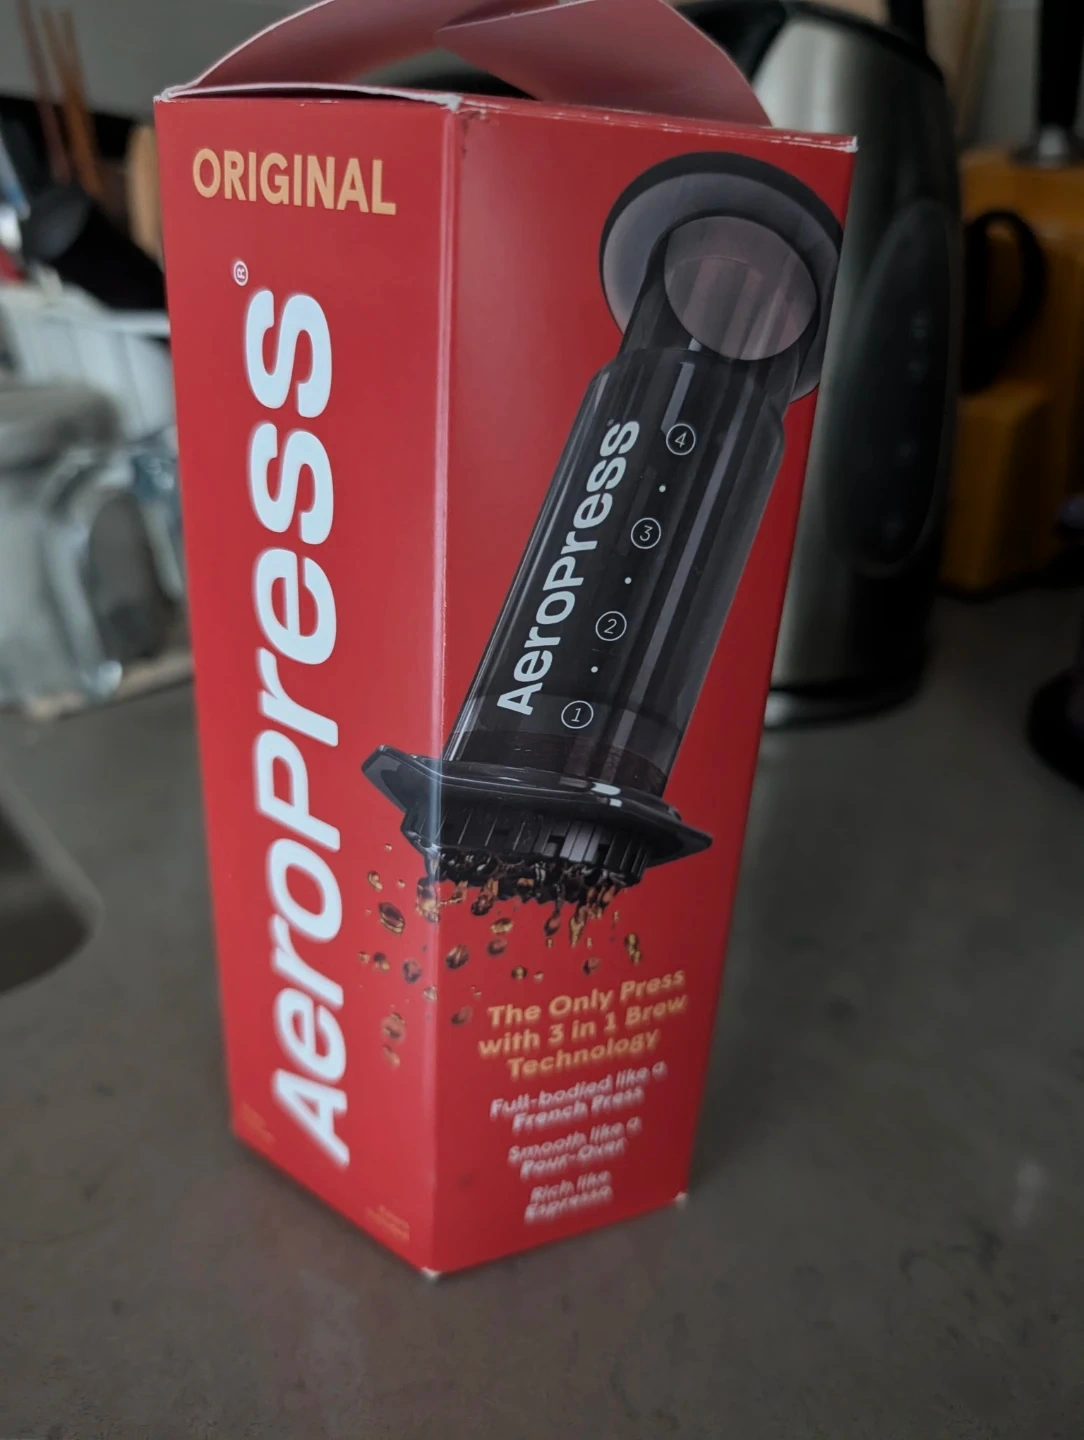 ORIGINAL
AeroPress®
AeroPress
4
3
2
1
The Only Press
with 3 in 1 Brew
Technology
Full-bodied like a
French Press
Smooth like a
Pour-Over
Rich like
Espresso